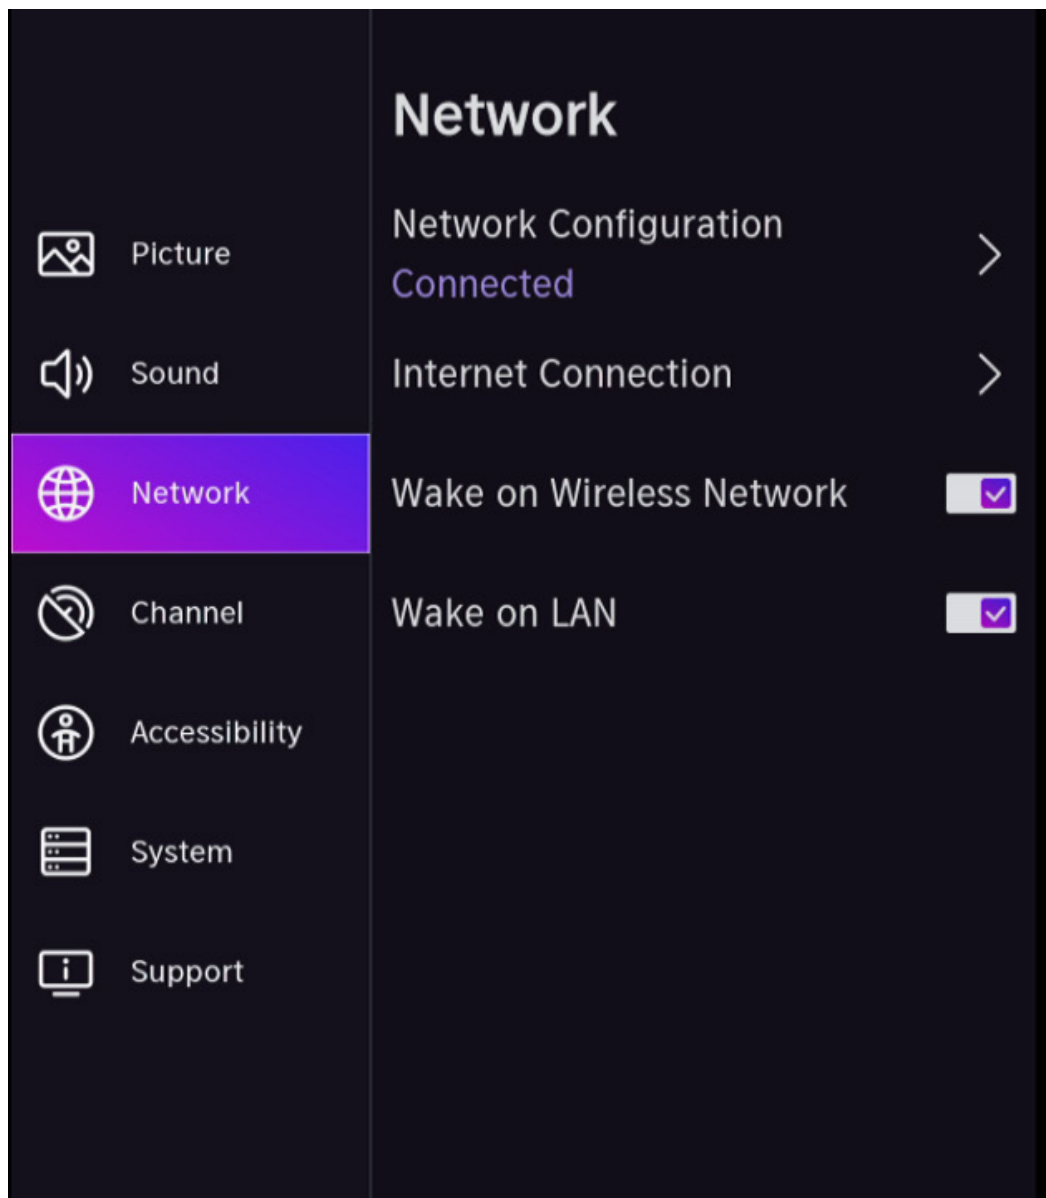 Network
Network Configuration
Connected
Internet Connection
Wake on Wireless Network
Wake on LAN
Picture
Sound
Network
Channel
Accessibility
System
Support